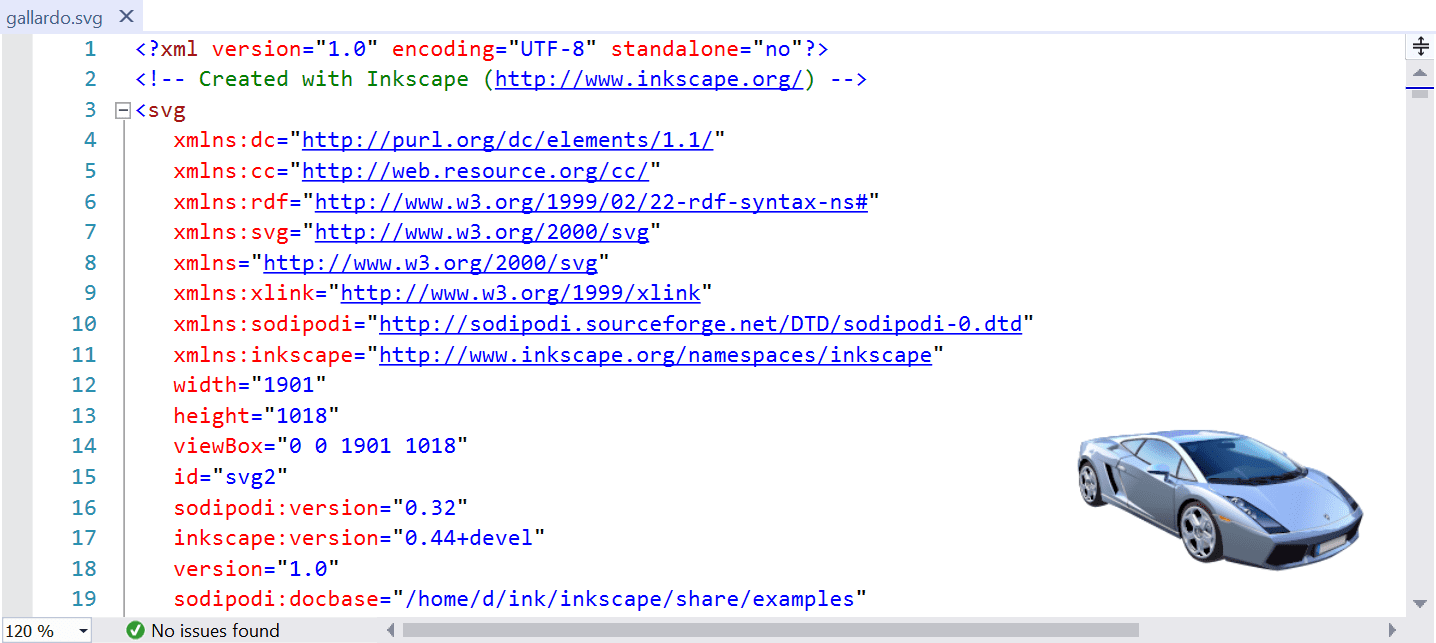 gallardo.svg
1 <?xml version="1.0" encoding="UTF-8" standalone="no"?>
2 <!-- Created with Inkscape (http://www.inkscape.org/) -->
3 <svg
4 xmlns:dc="http://purl.org/dc/elements/1.1/"
5 xmlns:cc="http://web.resource.org/cc/"
6 xmlns:rdf="http://www.w3.org/1999/02/22-rdf-syntax-ns#"
7 xmlns:svg="http://www.w3.org/2000/svg"
8 xmlns="http://www.w3.org/2000/svg"
9 xmlns:xlink="http://www.w3.org/1999/xlink"
10 xmlns:sodipodi="http://sodipodi.sourceforge.net/DTD/sodipodi-0.dtd"
11 xmlns:inkscape="http://www.inkscape.org/namespaces/inkscape"
12 width="1901"
13 height="1018"
14 viewBox="0 0 1901 1018"
15 id="svg2"
16 sodipodi:version="0.32"
17 inkscape:version="0.44+devel"
18 version="1.0"
19 sodipodi:docbase="/home/d/ink/inkscape/share/examples"
120 % No issues found